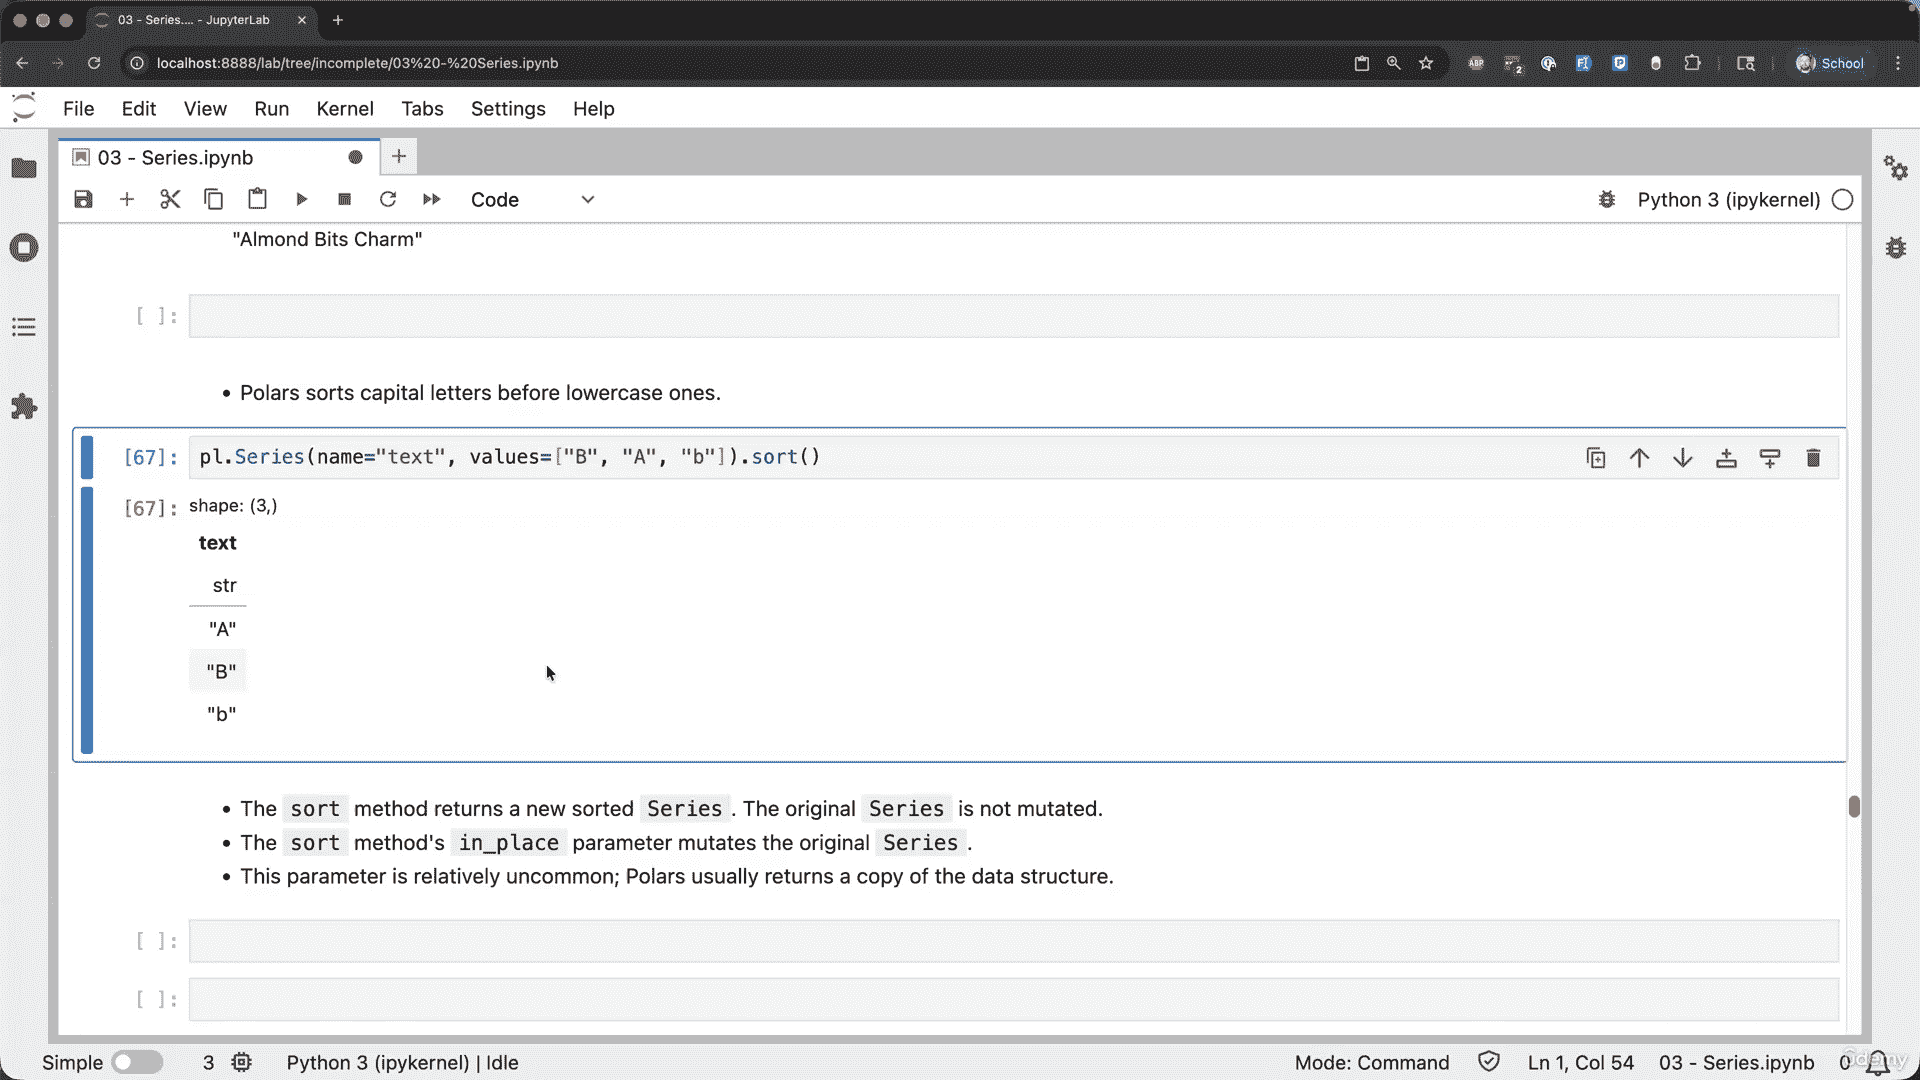 03 - Series.... - JupyterLab
localhost:8888/lab/tree/incomplete/03%20-%20Series.ipynb
ABP
2
School
File Edit View Run Kernel Tabs Settings Help
03 - Series.ipynb
Code
Python 3 (ipykernel)
"Almond Bits Charm"
[ ]:
• Polars sorts capital letters before lowercase ones.
[67]: pl.Series(name="text", values=["B", "A", "b"]).sort()
[67]: shape: (3,)
text
str
"A"
"B"
"b"
• The sort method returns a new sorted Series. The original Series is not mutated.
• The sort method's in_place parameter mutates the original Series.
• This parameter is relatively uncommon; Polars usually returns a copy of the data structure.
[ ]:
[ ]:
Simple 3 Python 3 (ipykernel) | Idle Mode: Command Ln 1, Col 54 03 - Series.ipynb 0
Udemy